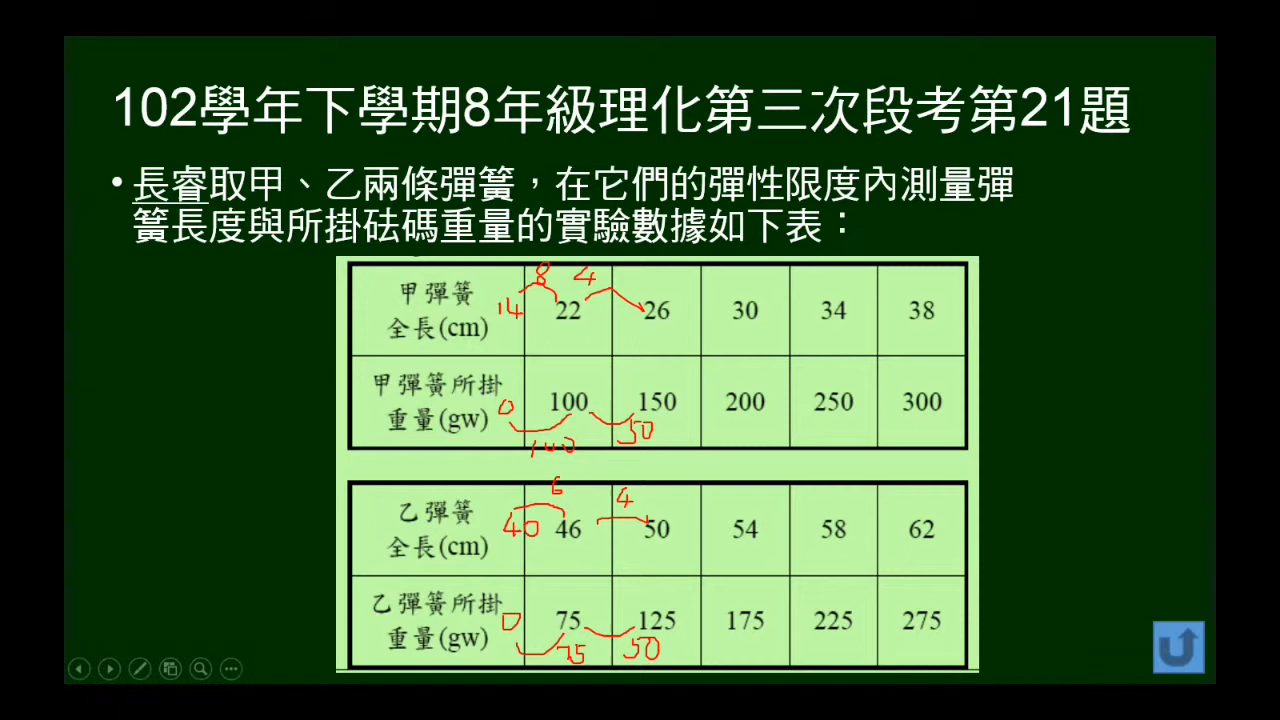 102學年下學期8年級理化第三次段考第21題
• 長睿取甲、乙兩條彈簧，在它們的彈性限度內測量彈
簧長度與所掛砝碼重量的實驗數據如下表：
8 4
甲彈簧
全長(cm) 14 22 26 30 34 38
甲彈簧所掛
重量(gw) 0 100 150 200 250 300
100 50
6 4
乙彈簧
全長(cm) 40 46 50 54 58 62
乙彈簧所掛
重量(gw) 0 75 125 175 225 275
75 50